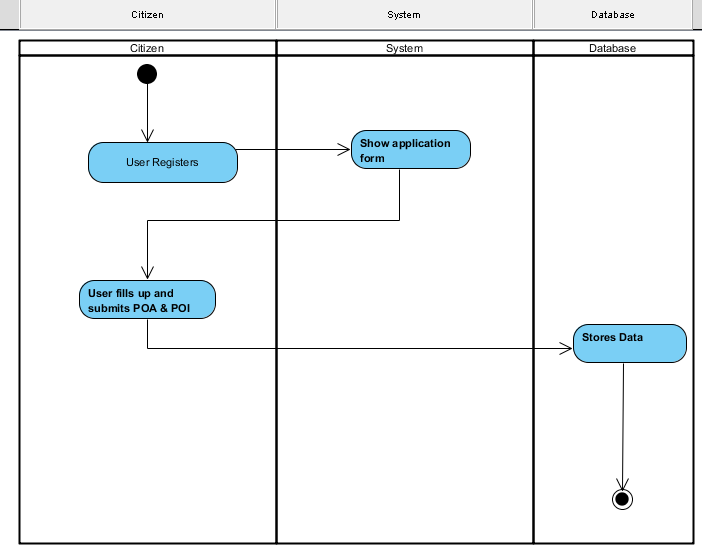 Citizen
System
Database
Citizen
System
Database
User Registers
Show application
form
User fills up and
submits POA & POI
Stores Data